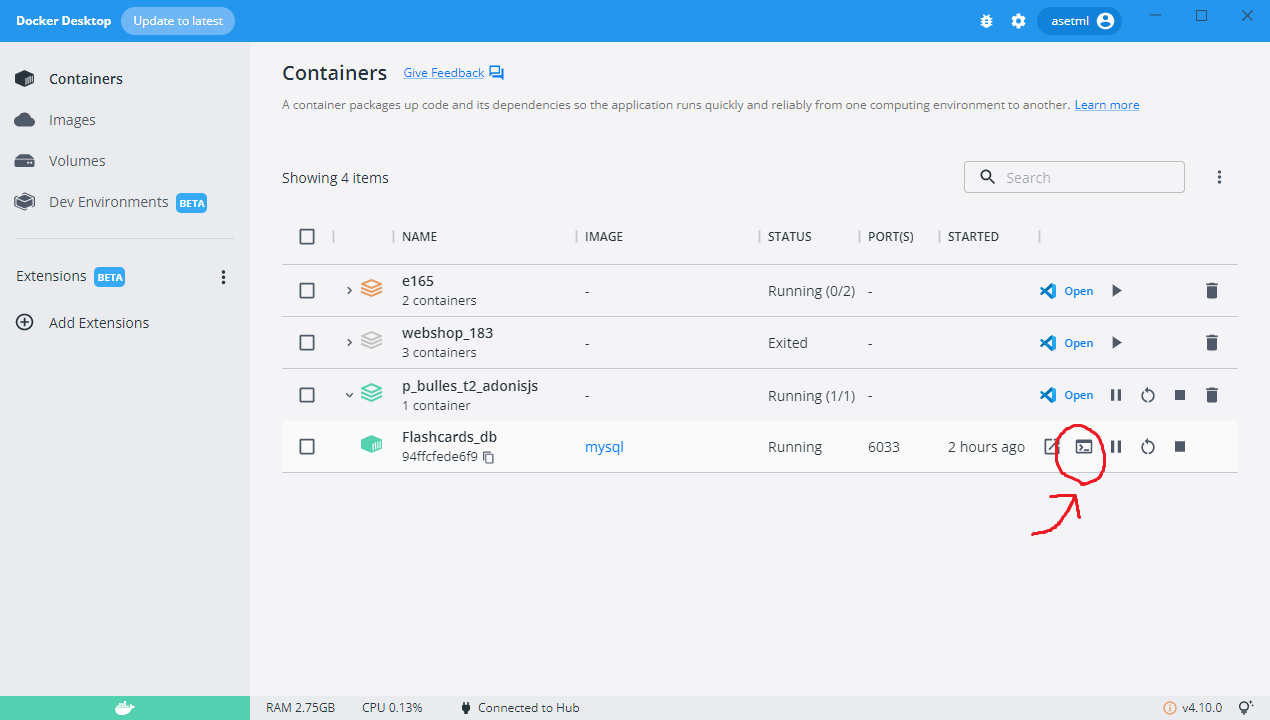 Docker Desktop Update to latest asetml
Containers
Images
Volumes
Dev Environments BETA
Extensions BETA
Add Extensions
Containers Give Feedback
A container packages up code and its dependencies so the application runs quickly and reliably from one computing environment to another. Learn more
Showing 4 items Search
NAME IMAGE STATUS PORT(S) STARTED
e165
2 containers - Running (0/2) - Open
webshop_183
3 containers - Exited - Open
p_bulles_t2_adonisjs
1 container - Running (1/1) - Open
Flashcards_db
94ffcfede6f9 mysql Running 6033 2 hours ago
RAM 2.75GB CPU 0.13% Connected to Hub v4.10.0